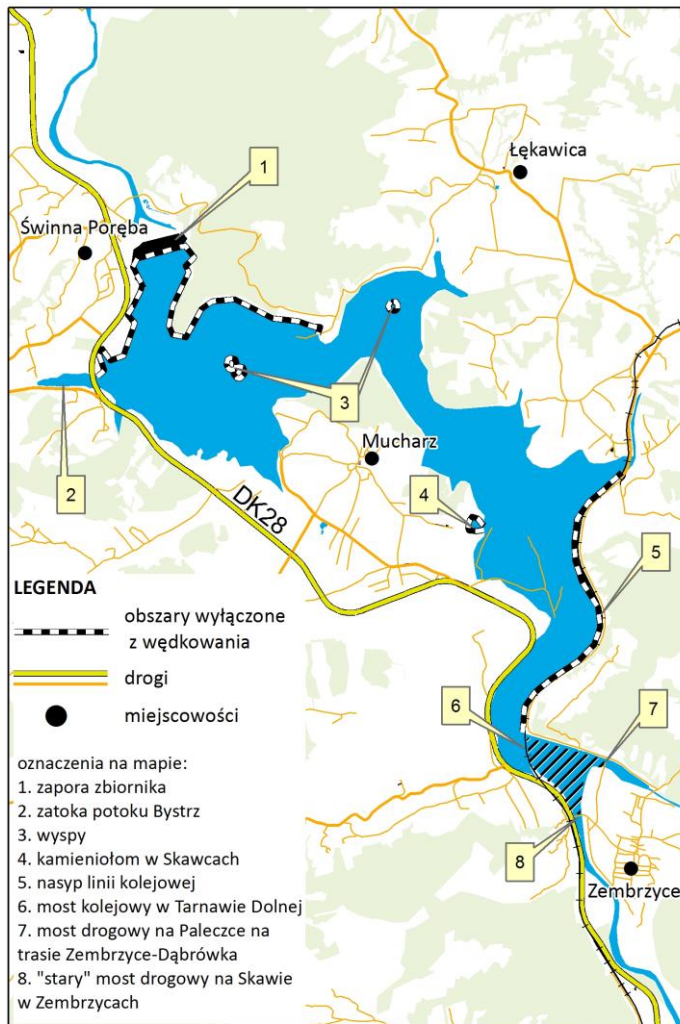 1
Łękawica
Świnna Poręba
3
Mucharz
2
4
DK28
5
LEGENDA
obszary wyłączone
z wędkowania
drogi
miejscowości
6
7
oznaczenia na mapie:
1. zapora zbiornika
2. zatoka potoku Bystrz
3. wyspy
4. kamieniołom w Skawcach
5. nasyp linii kolejowej
6. most kolejowy w Tarnawie Dolnej
7. most drogowy na Paleczce na
trasie Zembrzyce-Dąbrówka
8. "stary" most drogowy na Skawie
w Zembrzycach
8
Zembrzyce